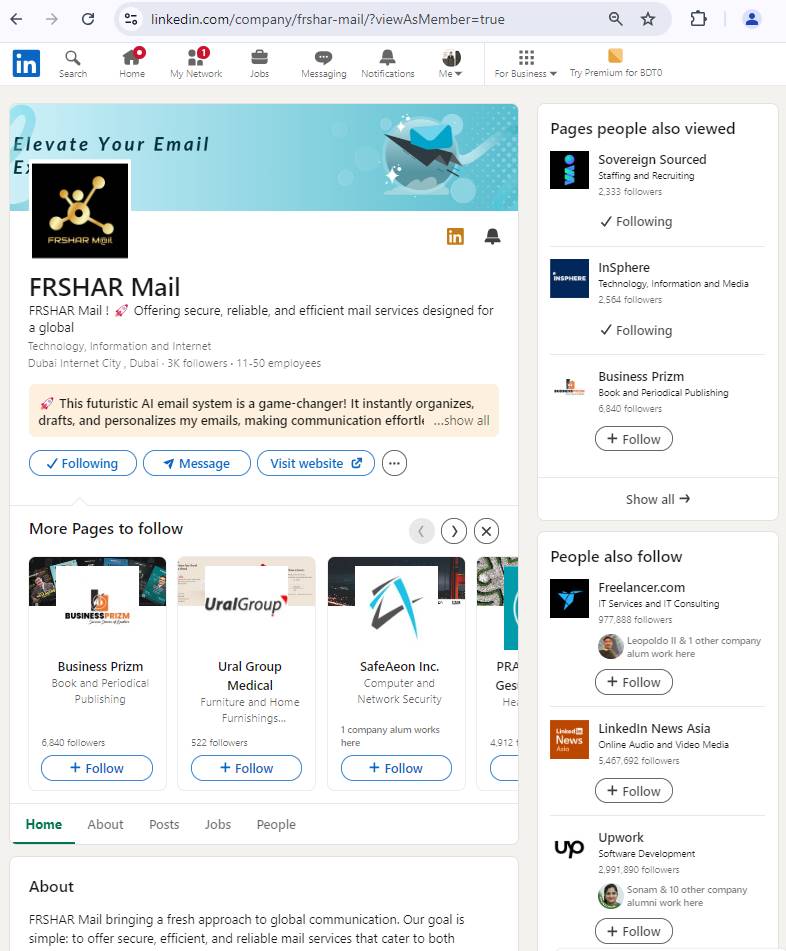 linkedin.com/company/frshar-mail/?viewAsMember=true
in
Search
Home
1
My Network
Jobs
Messaging
Notifications
Me
For Business
Try Premium for BDT0
Elevate Your Email
FRSHAR M@il
in
FRSHAR Mail
FRSHAR Mail ! 🚀 Offering secure, reliable, and efficient mail services designed for
a global
Technology, Information and Internet
Dubai Internet City , Dubai · 3K followers · 11-50 employees
🚀 This futuristic AI email system is a game-changer! It instantly organizes,
drafts, and personalizes my emails, making communication effortle ...show all
Following
Message
Visit website
More Pages to follow
BUSINESSPRIZM
Business Prizm
Book and Periodical
Publishing
6,840 followers
+ Follow
UralGroup
Ural Group
Medical
Furniture and Home
Furnishings...
522 followers
+ Follow
SafeAeon Inc.
Computer and
Network Security
1 company alum works
here
+ Follow
PRA
Gesi
Hea
4,912 f
Home
About
Posts
Jobs
People
About
FRSHAR Mail bringing a fresh approach to global communication. Our goal is
simple: to offer secure, efficient, and reliable mail services that cater to both
Pages people also viewed
Sovereign Sourced
Staffing and Recruiting
2,333 followers
Following
INSPHERE
InSphere
Technology, Information and Media
2,564 followers
Following
Business Prizm
Book and Periodical Publishing
6,840 followers
+ Follow
Show all →
People also follow
Freelancer.com
IT Services and IT Consulting
977,888 followers
Leopoldo II & 1 other company
alum work here
+ Follow
Linked in
News
Asia
LinkedIn News Asia
Online Audio and Video Media
5,467,692 followers
+ Follow
up
Upwork
Software Development
2,991,890 followers
Sonam & 10 other company
alumni work here
+ Follow